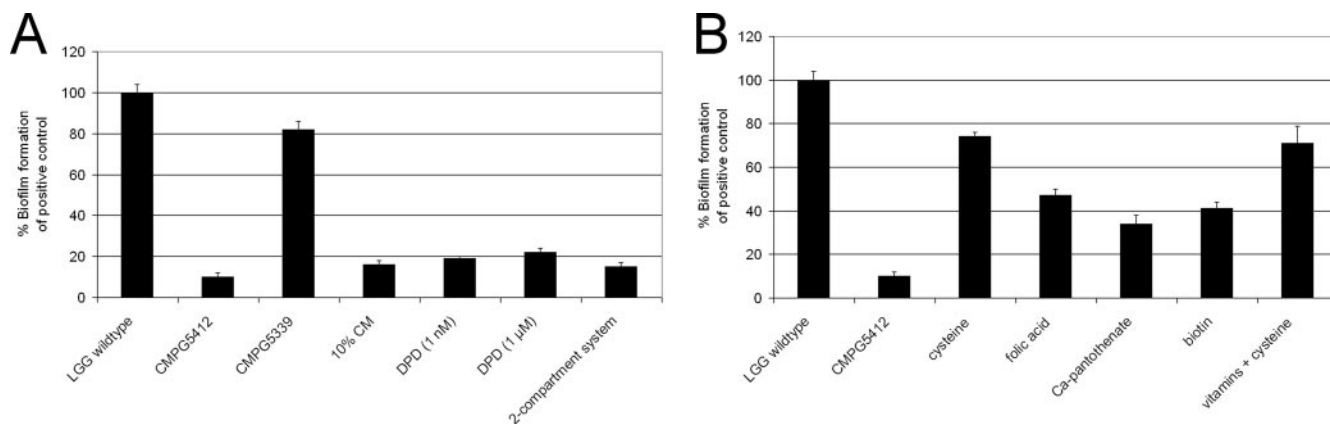 A
% Biofilm formation
of positive control
120
100
80
60
40
20
0
LGG wildtype
CMPG5412
CMPG5339
10% CM
DPD (1 nM)
DPD (1 µM)
2-compartment system
B
% Biofilm formation
of positive control
120
100
80
60
40
20
0
LGG wildtype
CMPG5412
cysteine
folic acid
Ca-pantothenate
biotin
vitamins + cysteine